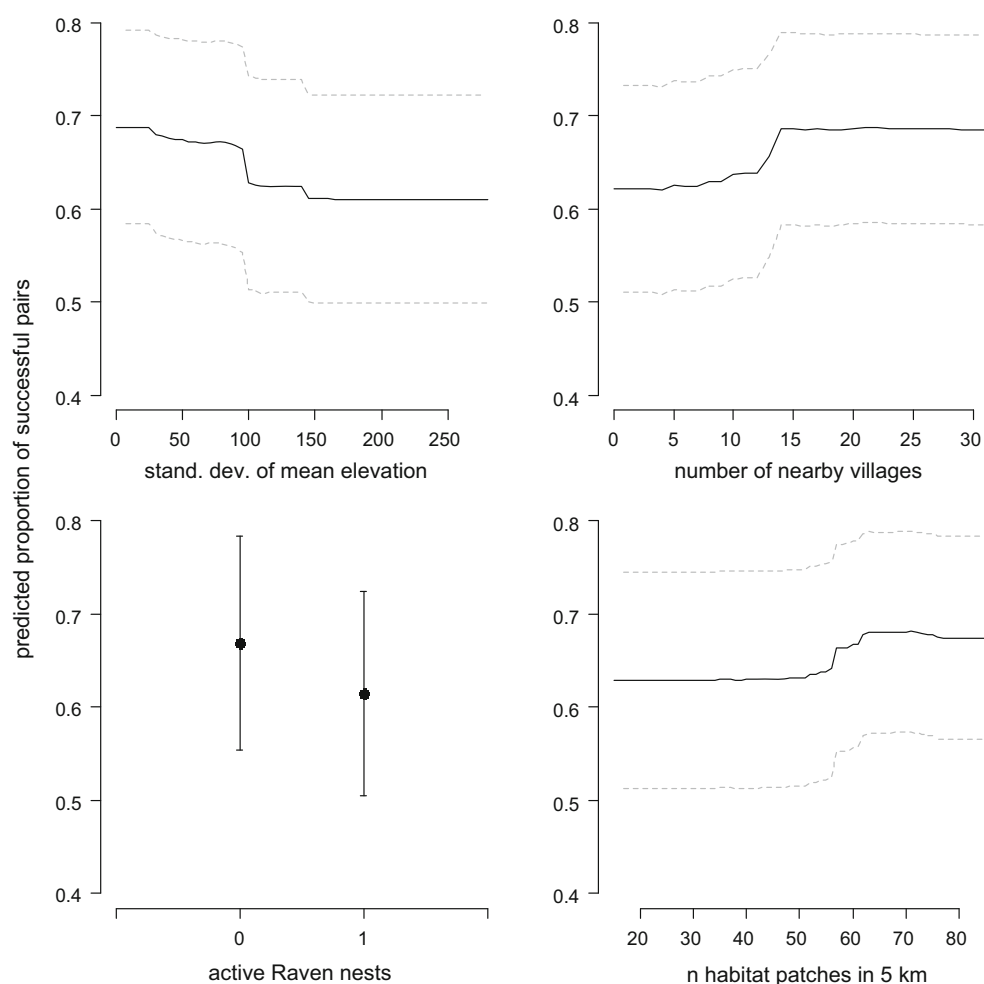 predicted proportion of successful pairs
0.8
0.7
0.6
0.5
0.4
0 50 100 150 200 250
stand. dev. of mean elevation
0.8
0.7
0.6
0.5
0.4
0 5 10 15 20 25 30
number of nearby villages
0.8
0.7
0.6
0.5
0.4
0 1
active Raven nests
0.8
0.7
0.6
0.5
0.4
20 30 40 50 60 70 80
n habitat patches in 5 km